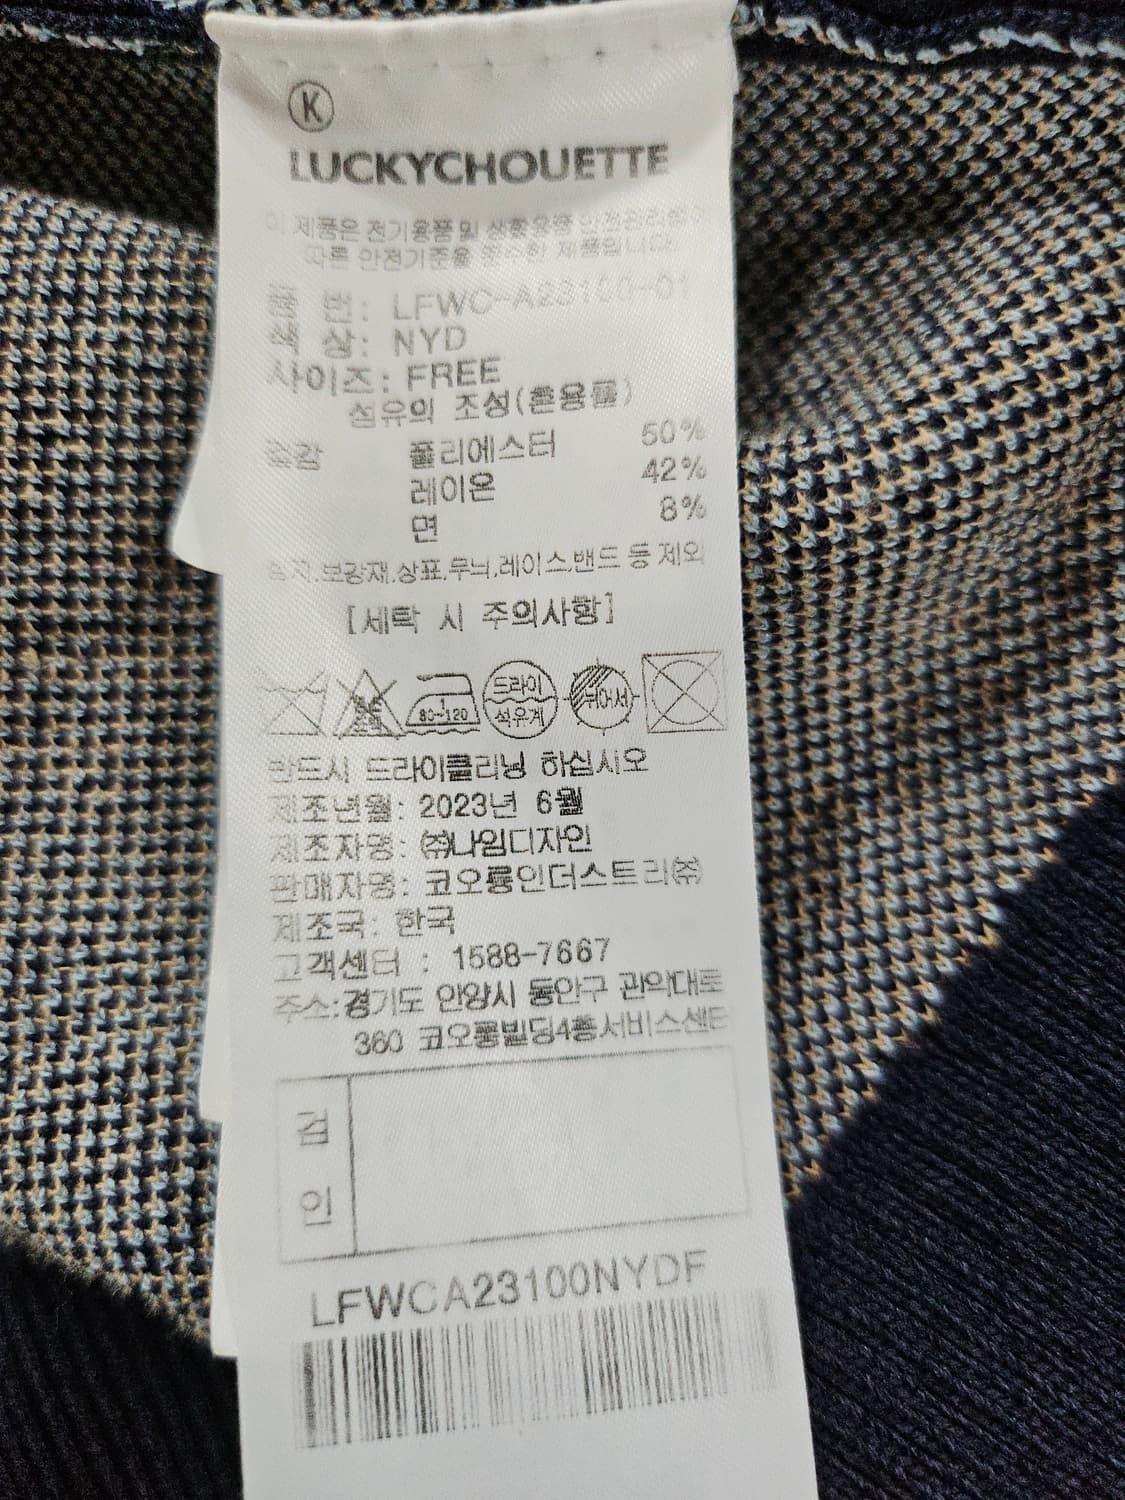 K
LUCKYCHOUETTE
이 제품은 전기용품 및 생활용품 안전관리법에
따른 안전기준을 준수한 제품입니다.
품 번: LFWC-A23100-01
색 상: NYD
사이즈: FREE
섬유의 조성(혼용률)
겉감 폴리에스터 50%
레이온 42%
면 8%
보강재,상표,무늬,레이스,밴드 등 제외
[세탁 시 주의사항]
80~120 드라이 석유계 뉘어서
반드시 드라이클리닝 하십시오
제조년월: 2023년 6월
제조자명: ㈜나임디자인
판매자명: 코오롱인더스트리㈜
제조국: 한국
고객센터 : 1588-7667
주소:경기도 안양시 동안구 관악대로
360 코오롱빌딩4층서비스센터
검
인
LFWCA23100NYDF